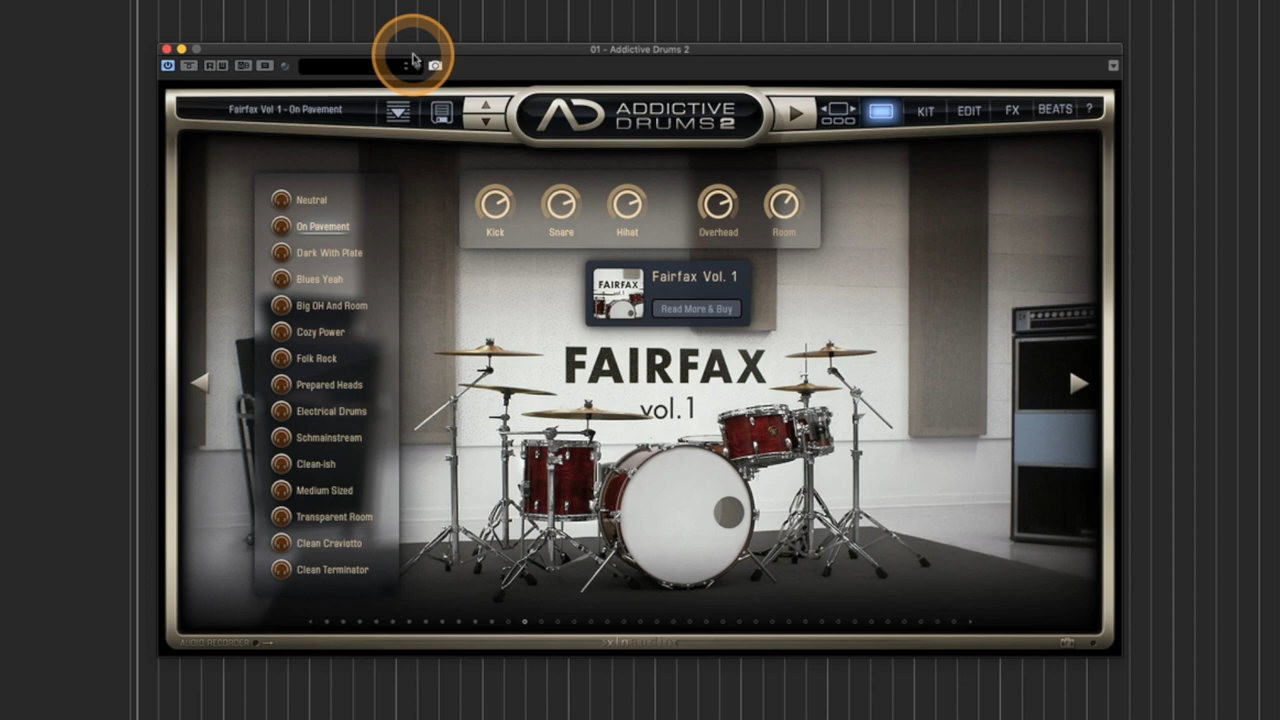 01 - Addictive Drums 2
R W
Fairfax Vol 1 - On Pavement
AD ADDICTIVE
DRUMS 2
KIT
EDIT
FX
BEATS
?
Neutral
On Pavement
Dark With Plate
Blues Yeah
Big OH And Room
Cozy Power
Folk Rock
Prepared Heads
Electrical Drums
Schmainstream
Clean-ish
Medium Sized
Transparent Room
Clean Craviotto
Clean Terminator
Kick
Snare
Hihat
Overhead
Room
FAIRFAX
vol.1
Fairfax Vol. 1
Read More & Buy
FAIRFAX
vol.1
AUDIO RECORDER
xlnaudio